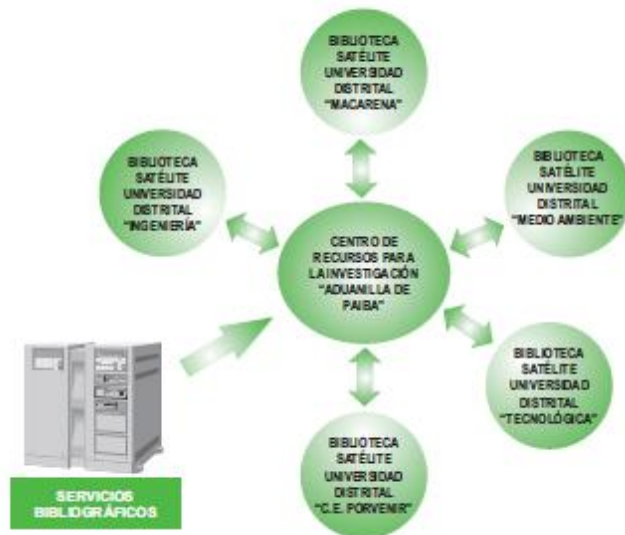 BIBLIOTECA
SATÉLITE
UNIVERSIDAD
DISTRITAL
“MACARENA”
BIBLIOTECA
SATÉLITE
UNIVERSIDAD
DISTRITAL
“INGENIERÍA”
BIBLIOTECA
SATÉLITE
UNIVERSIDAD
DISTRITAL
“MEDIO AMBIENTE”
CENTRO DE
RECURSOS PARA
LA INVESTIGACIÓN
“ADUANILLA DE
PAIBA”
BIBLIOTECA
SATÉLITE
UNIVERSIDAD
DISTRITAL
“TECNOLÓGICA”
BIBLIOTECA
SATÉLITE
UNIVERSIDAD
DISTRITAL
“C.E. PORVENIR”
SERVICIOS
BIBLIOGRÁFICOS